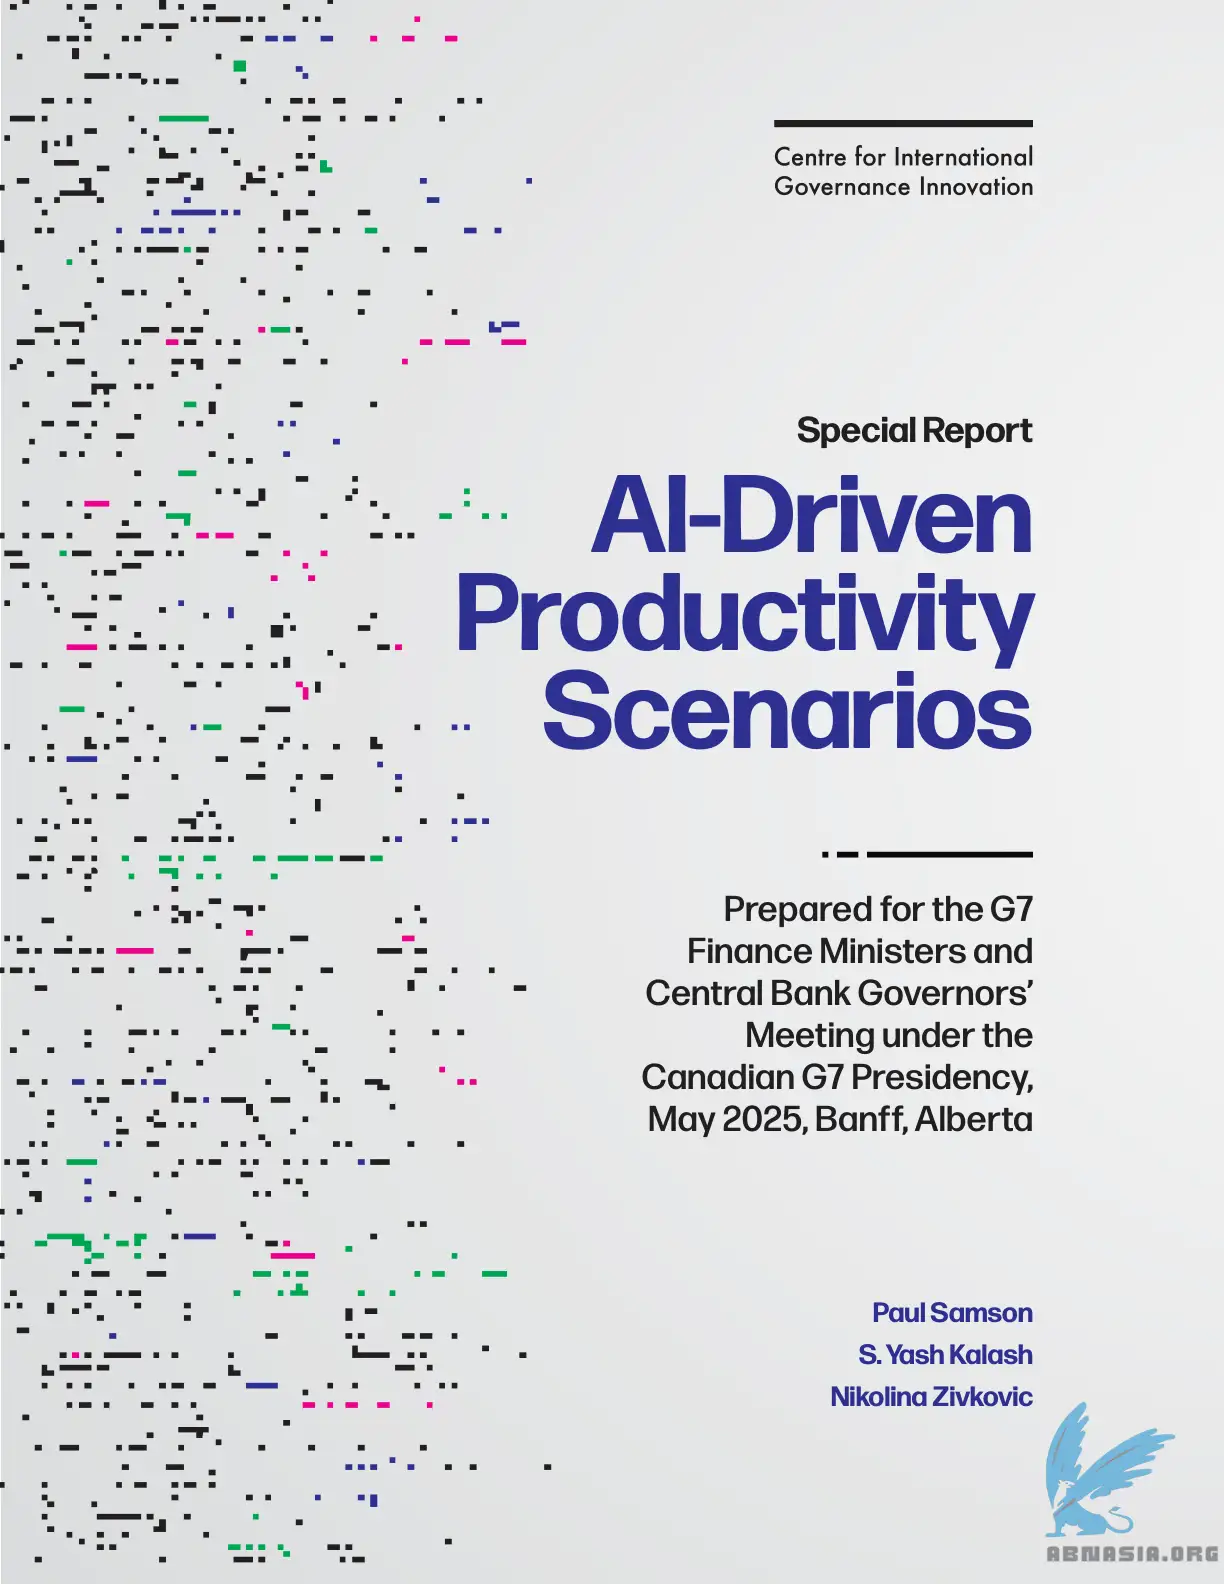 Centre for International
Governance Innovation
Special Report
AI-Driven
Productivity
Scenarios
Prepared for the G7
Finance Ministers and
Central Bank Governors’
Meeting under the
Canadian G7 Presidency,
May 2025, Banff, Alberta
Paul Samson
S. Yash Kalash
Nikolina Zivkovic
ABNASIA.ORG